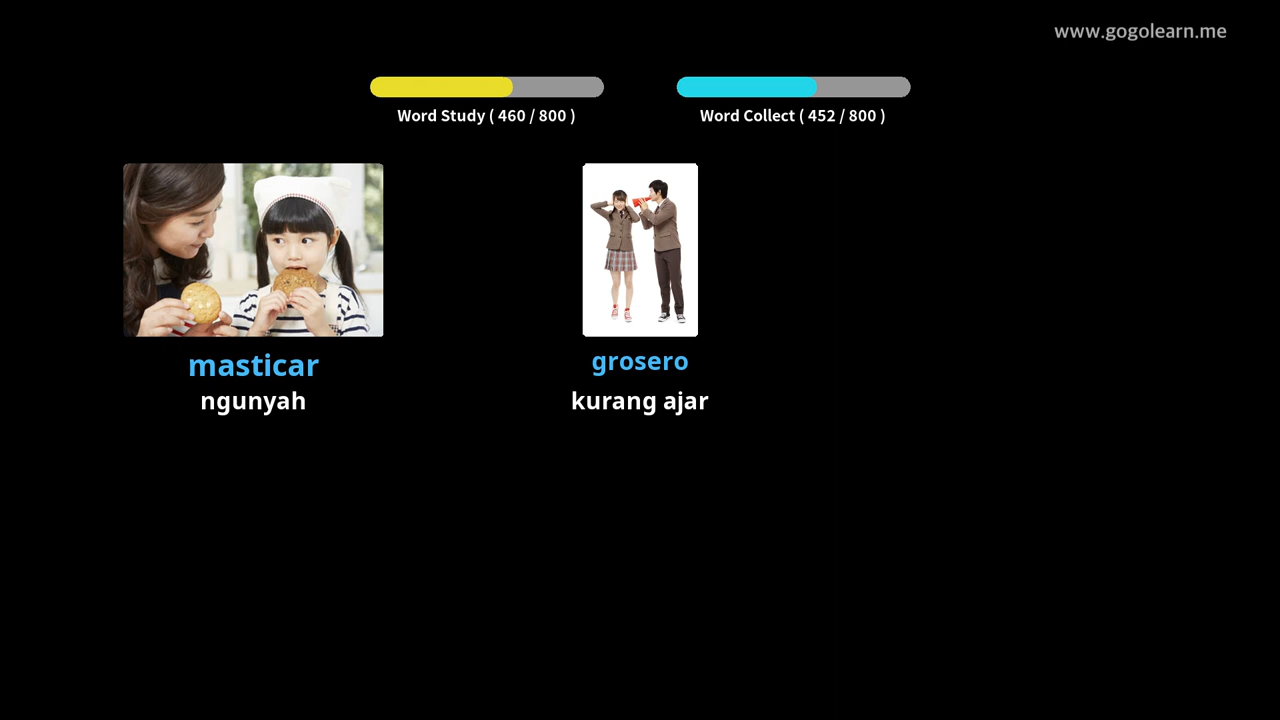 www.gogolearn.me
Word Study ( 460 / 800 )
Word Collect ( 452 / 800 )
masticar
ngunyah
grosero
kurang ajar